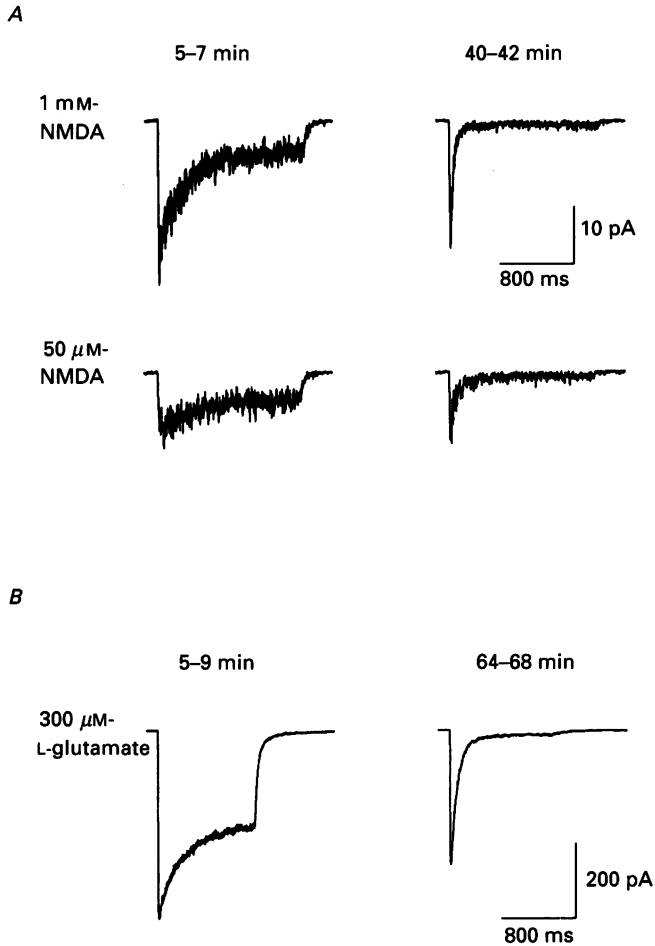 A
5–7 min
40–42 min
1 mM-
NMDA
10 pA
800 ms
50 μM-
NMDA
B
5–9 min
64–68 min
300 μM-
L-glutamate
200 pA
800 ms